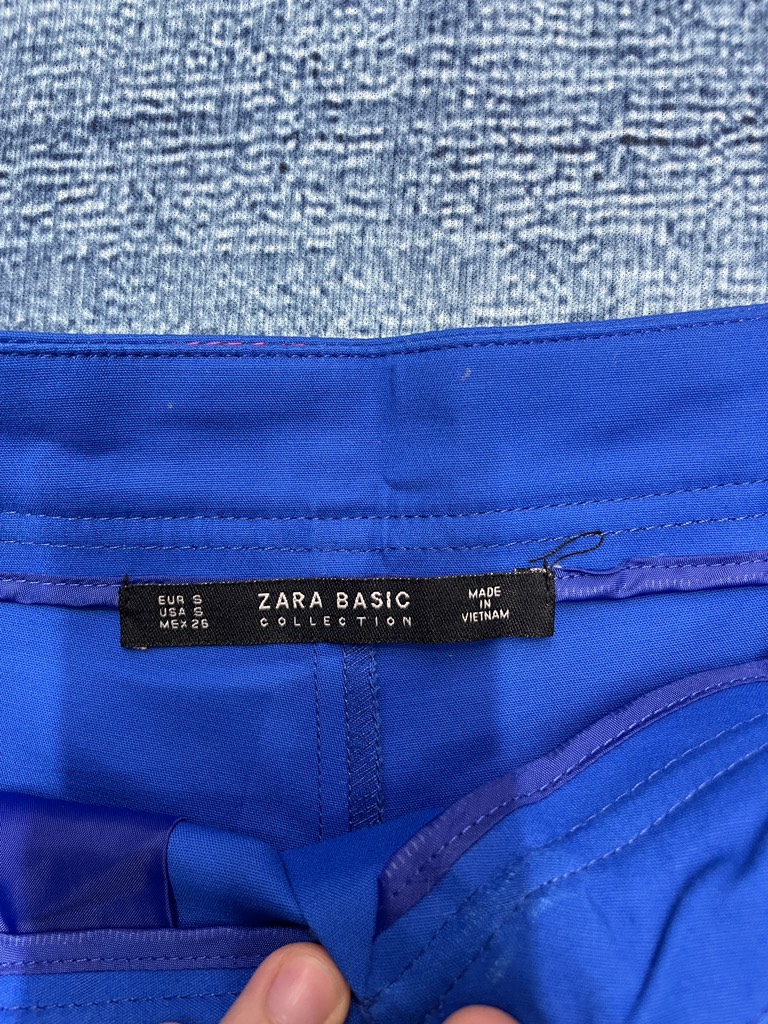 EUR S
USA S
MEX 26
ZARA BASIC
COLLECTION
MADE
IN
VIETNAM